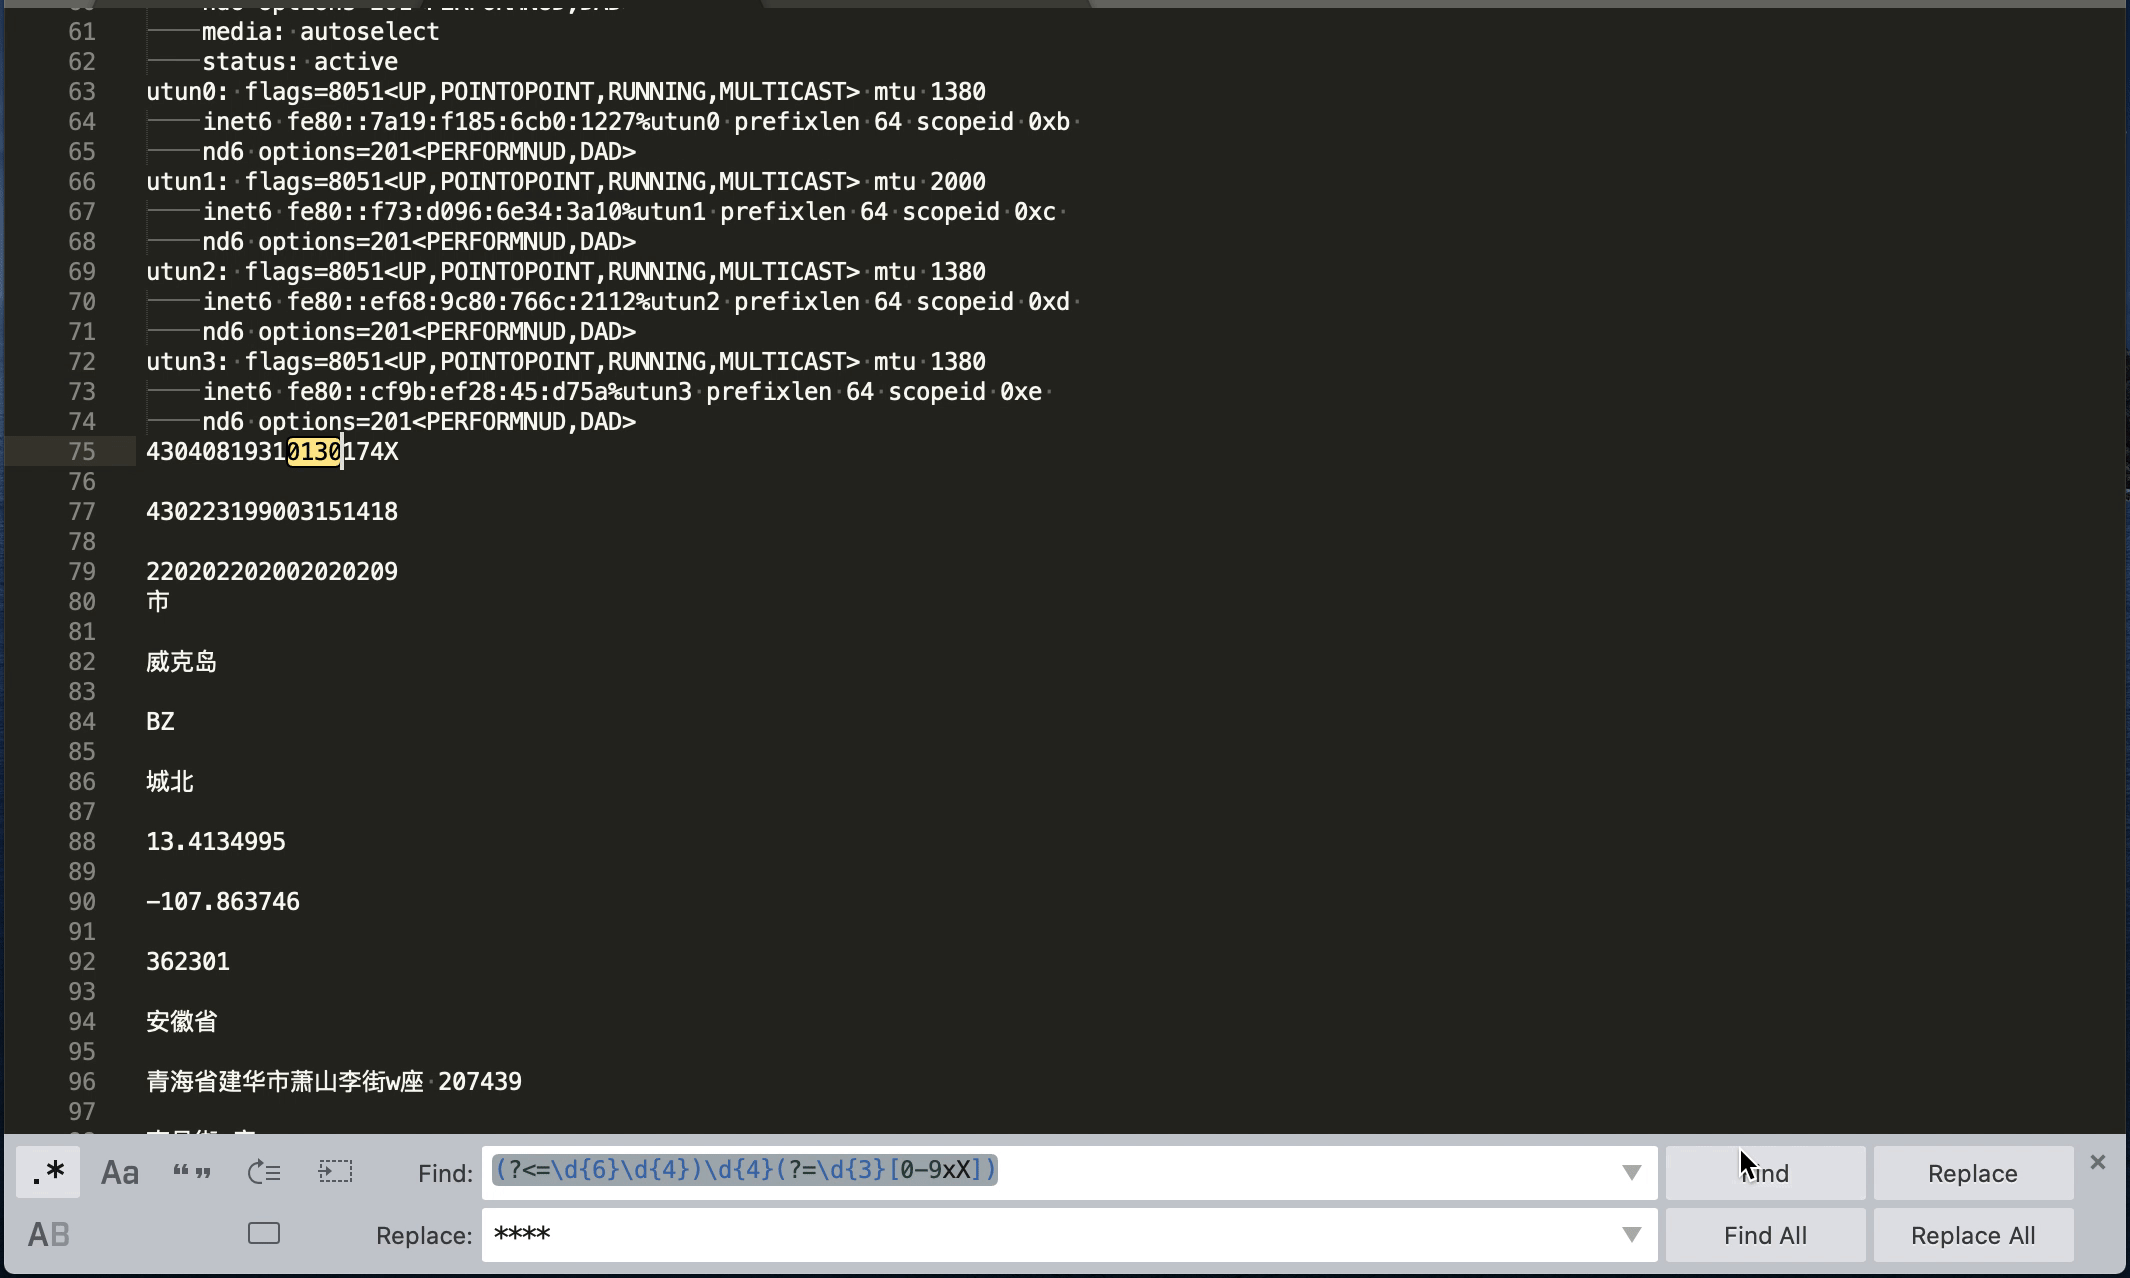 61 media: autoselect
62 status: active
63 utun0: flags=8051<UP,POINTOPOINT,RUNNING,MULTICAST> mtu 1380
64 inet6 fe80::7a19:f185:6cb0:1227%utun0 prefixlen 64 scopeid 0xb
65 nd6 options=201<PERFORMNUD,DAD>
66 utun1: flags=8051<UP,POINTOPOINT,RUNNING,MULTICAST> mtu 2000
67 inet6 fe80::f73:d096:6e34:3a10%utun1 prefixlen 64 scopeid 0xc
68 nd6 options=201<PERFORMNUD,DAD>
69 utun2: flags=8051<UP,POINTOPOINT,RUNNING,MULTICAST> mtu 1380
70 inet6 fe80::ef68:9c80:766c:2112%utun2 prefixlen 64 scopeid 0xd
71 nd6 options=201<PERFORMNUD,DAD>
72 utun3: flags=8051<UP,POINTOPOINT,RUNNING,MULTICAST> mtu 1380
73 inet6 fe80::cf9b:ef28:45:d75a%utun3 prefixlen 64 scopeid 0xe
74 nd6 options=201<PERFORMNUD,DAD>
75 43040819310130174X
76
77 430223199003151418
78
79 220202202002020209
80 市
81
82 威克岛
83
84 BZ
85
86 城北
87
88 13.4134995
89
90 -107.863746
91
92 362301
93
94 安徽省
95
96 青海省建华市萧山李街w座 207439
97
.* Aa “” Find: (?<=\d{6}\d{4})\d{4}(?=\d{3}[0-9xX]) Find Replace ×
AB Replace: **** Find All Replace All